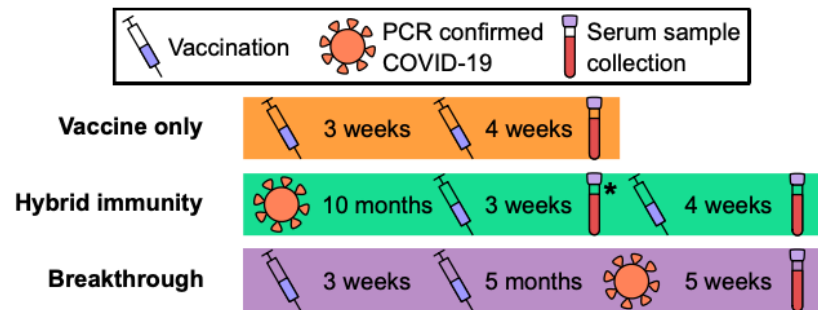 Vaccination
PCR confirmed
COVID-19
Serum sample
collection
Vaccine only 3 weeks 4 weeks
Hybrid immunity 10 months 3 weeks * 4 weeks
Breakthrough 3 weeks 5 months 5 weeks